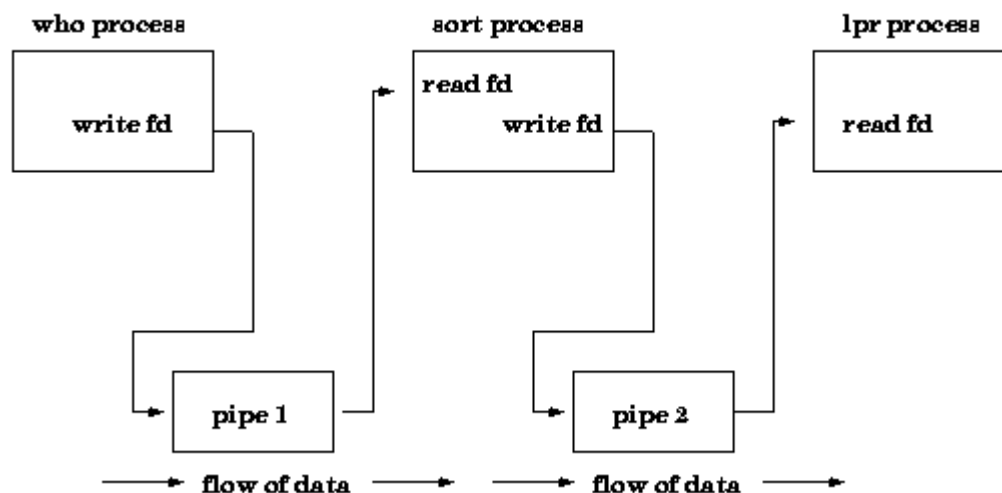 who process
sort process
lpr process
read fd
write fd
write fd
read fd
pipe 1
pipe 2
flow of data
flow of data